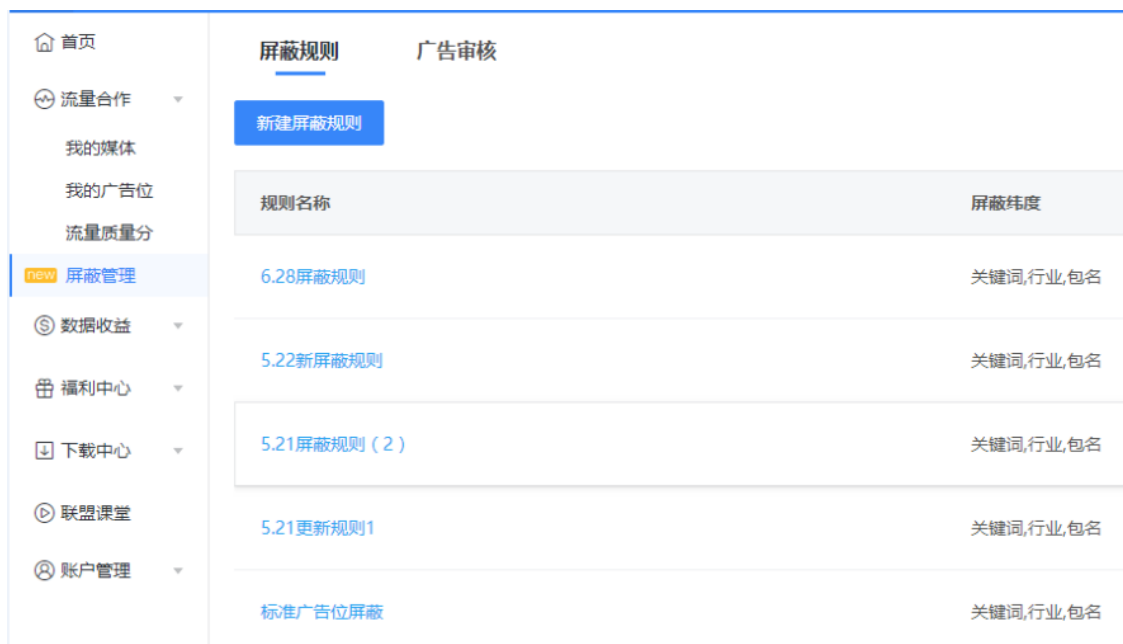 首页
流量合作
我的媒体
我的广告位
流量质量分
new 屏蔽管理
数据收益
福利中心
下载中心
联盟课堂
账户管理
屏蔽规则 广告审核
新建屏蔽规则
规则名称 屏蔽纬度
6.28屏蔽规则 关键词,行业,包名
5.22新屏蔽规则 关键词,行业,包名
5.21屏蔽规则（2） 关键词,行业,包名
5.21更新规则1 关键词,行业,包名
标准广告位屏蔽 关键词,行业,包名